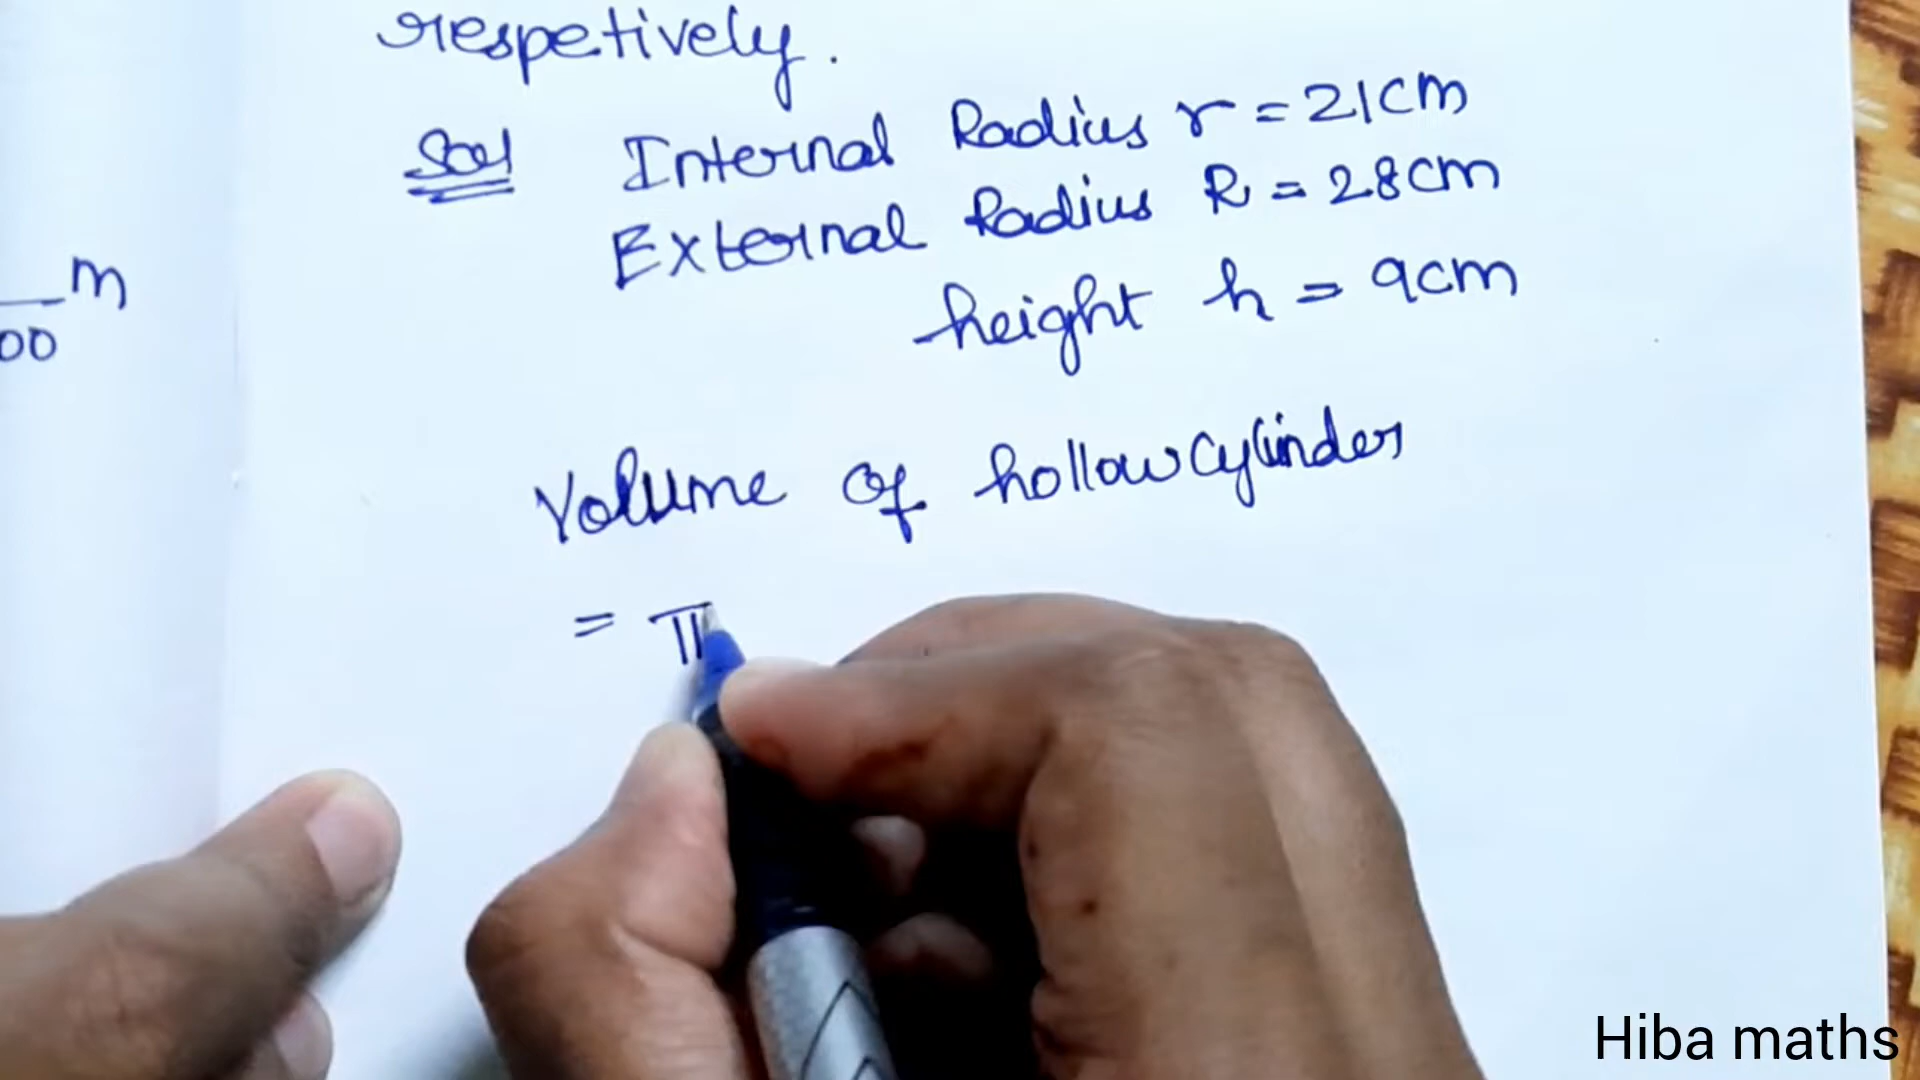 respetively.
Sol Internal Radius r = 21cm
External Radius R = 28cm
height h = 9cm
m
00
Volume of hollow cylinder
= π
Hiba maths